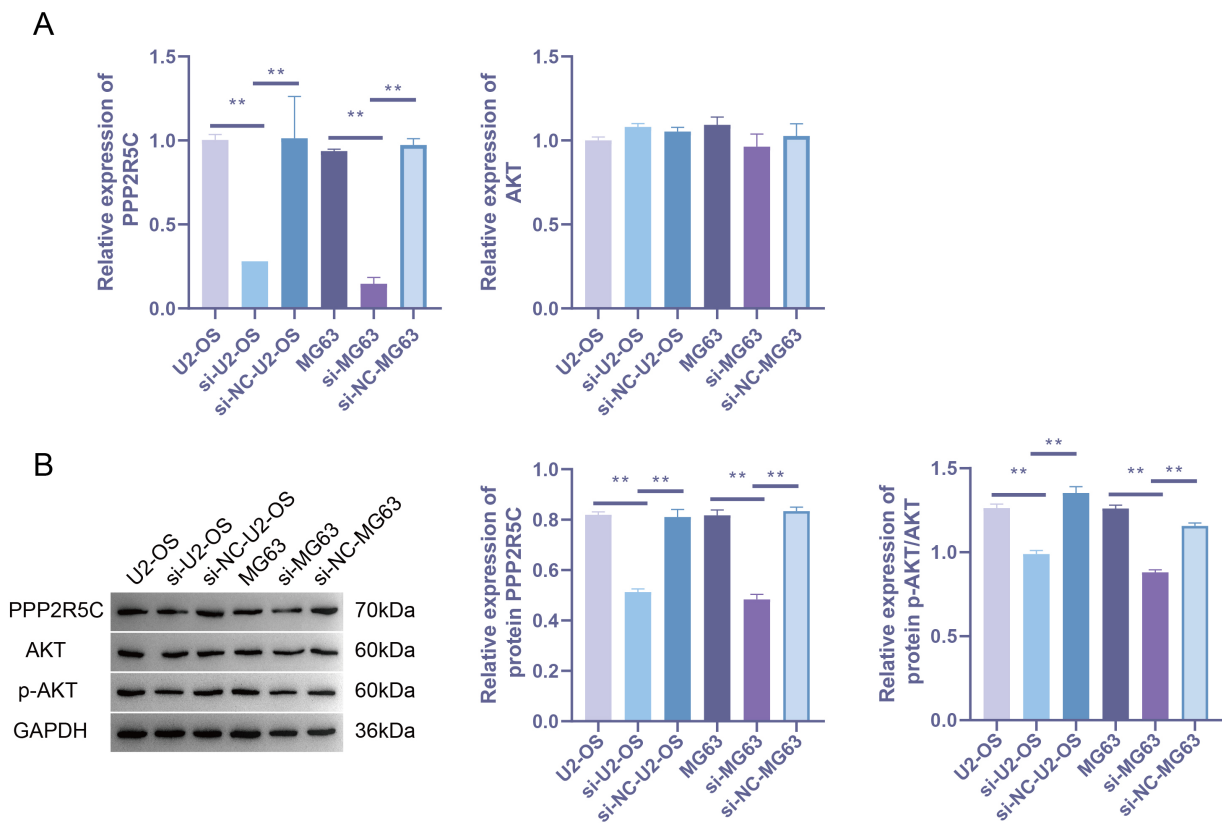 A
Relative expression of
PPP2R5C
1.5
1.0
0.5
0.0
**
**
**
**
U2-OS
si-U2-OS
si-NC-U2-OS
MG63
si-MG63
si-NC-MG63
Relative expression of
AKT
1.5
1.0
0.5
0.0
U2-OS
si-U2-OS
si-NC-U2-OS
MG63
si-MG63
si-NC-MG63
B
U2-OS
si-U2-OS
si-NC-U2-OS
MG63
si-MG63
si-NC-MG63
PPP2R5C 70kDa
AKT 60kDa
p-AKT 60kDa
GAPDH 36kDa
Relative expression of
protein PPP2R5C
1.0
0.8
0.6
0.4
0.2
0.0
**
**
**
**
U2-OS
si-U2-OS
si-NC-U2-OS
MG63
si-MG63
si-NC-MG63
Relative expression of
protein p-AKT/AKT
1.5
1.0
0.5
0.0
**
**
**
**
U2-OS
si-U2-OS
si-NC-U2-OS
MG63
si-MG63
si-NC-MG63